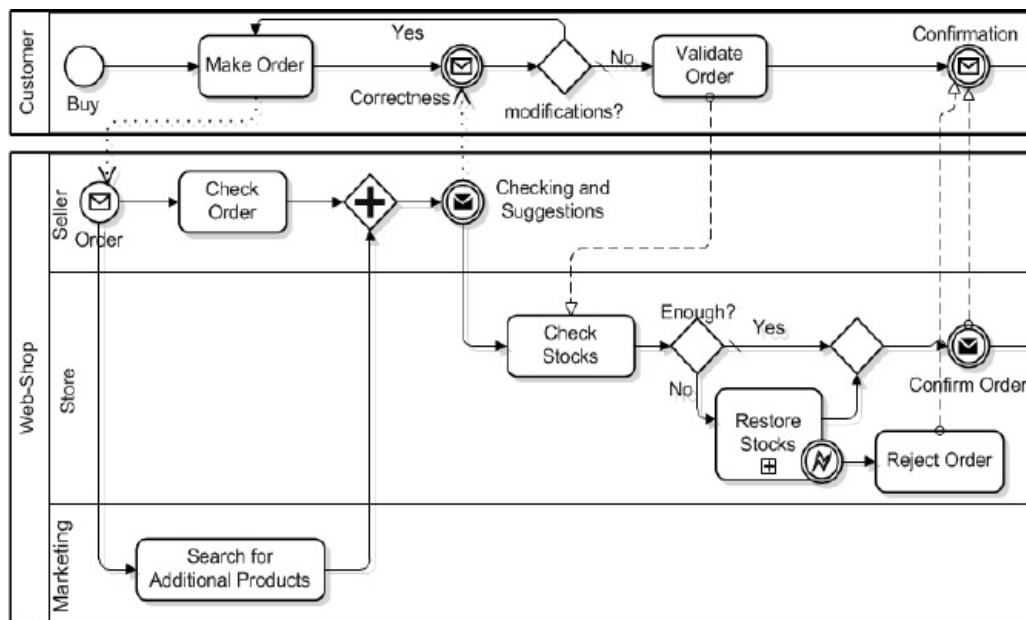 Customer
Buy
Make Order
Yes
Correctness
modifications?
No
Validate
Order
Confirmation
Web-Shop
Seller
Order
Check
Order
Checking and
Suggestions
Store
Check
Stocks
Enough?
Yes
No
Restore
Stocks
Confirm Order
Reject Order
Marketing
Search for
Additional Products